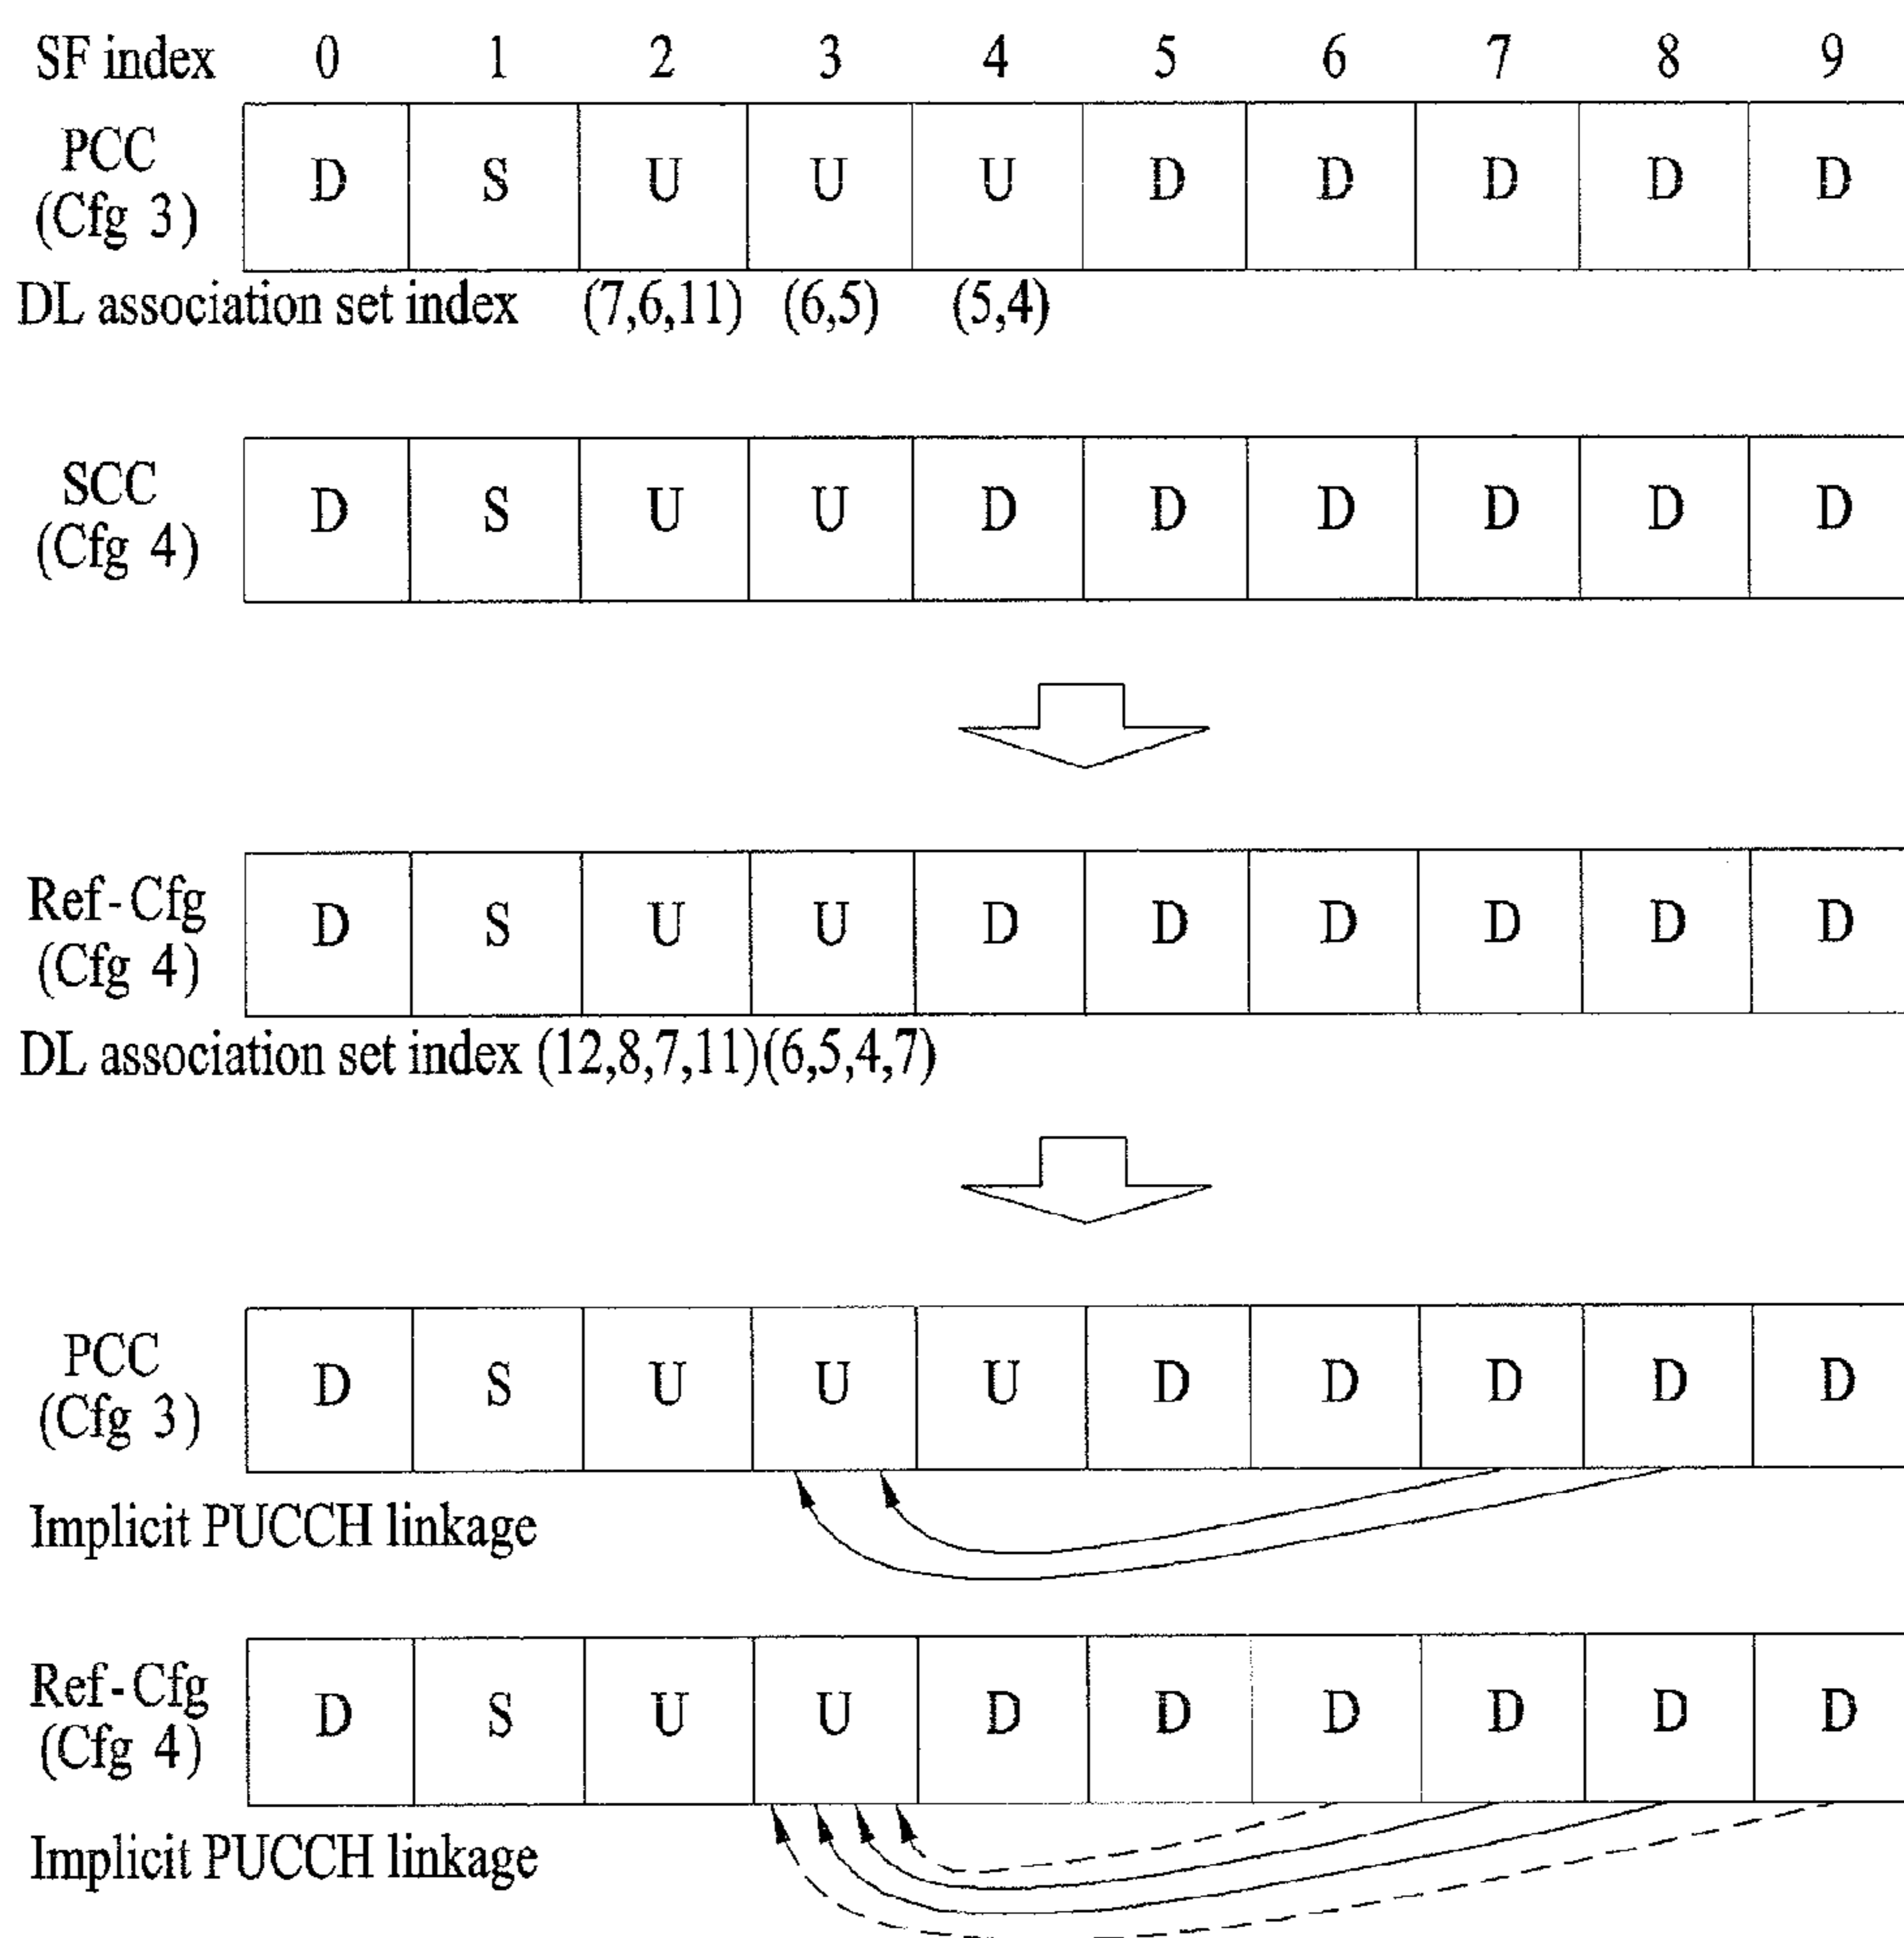 SF index 0 1 2 3 4 5 6 7 8 9
PCC
(Cfg 3)
D S U U U D D D D D
DL association set index (7,6,11) (6,5) (5,4)
SCC
(Cfg 4)
D S U U D D D D D D
Ref-Cfg
(Cfg 4)
D S U U D D D D D D
DL association set index (12,8,7,11)(6,5,4,7)
PCC
(Cfg 3)
D S U U U D D D D D
Implicit PUCCH linkage
Ref-Cfg
(Cfg 4)
D S U U D D D D D D
Implicit PUCCH linkage